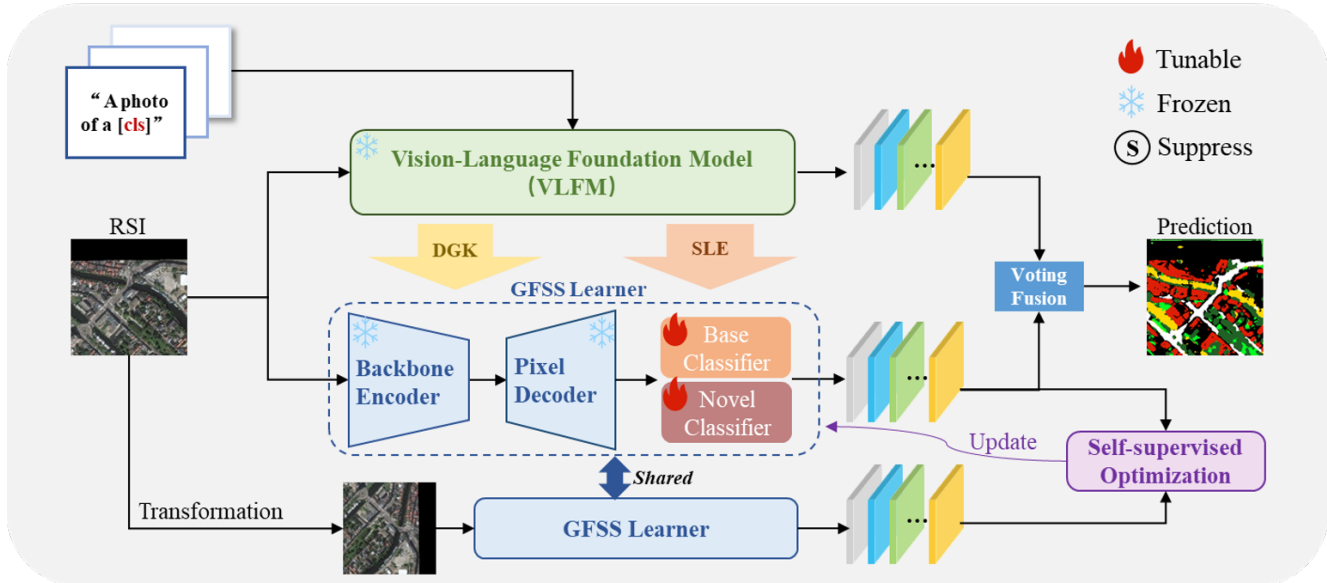 “ A photo
of a [cls]”
Vision-Language Foundation Model
(VLFM)
Tunable
Frozen
S Suppress
RSI
DGK
SLE
GFSS Learner
Backbone
Encoder
Pixel
Decoder
Base
Classifier
Novel
Classifier
...
...
...
Voting
Fusion
Prediction
Update
Self-supervised
Optimization
Shared
Transformation
GFSS Learner